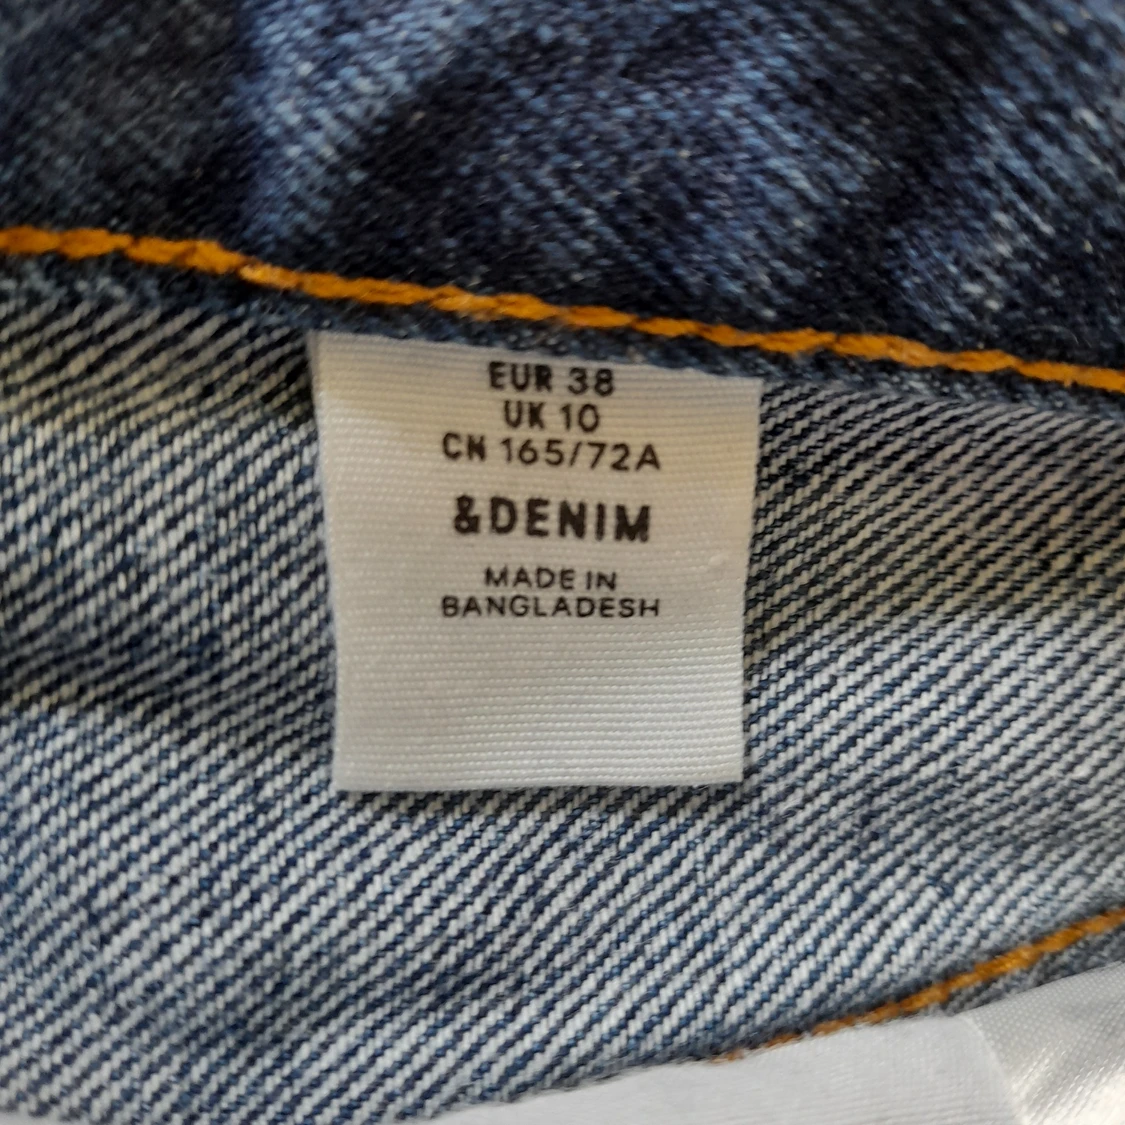 EUR 38
UK 10
CN 165/72A
&DENIM
MADE IN
BANGLADESH